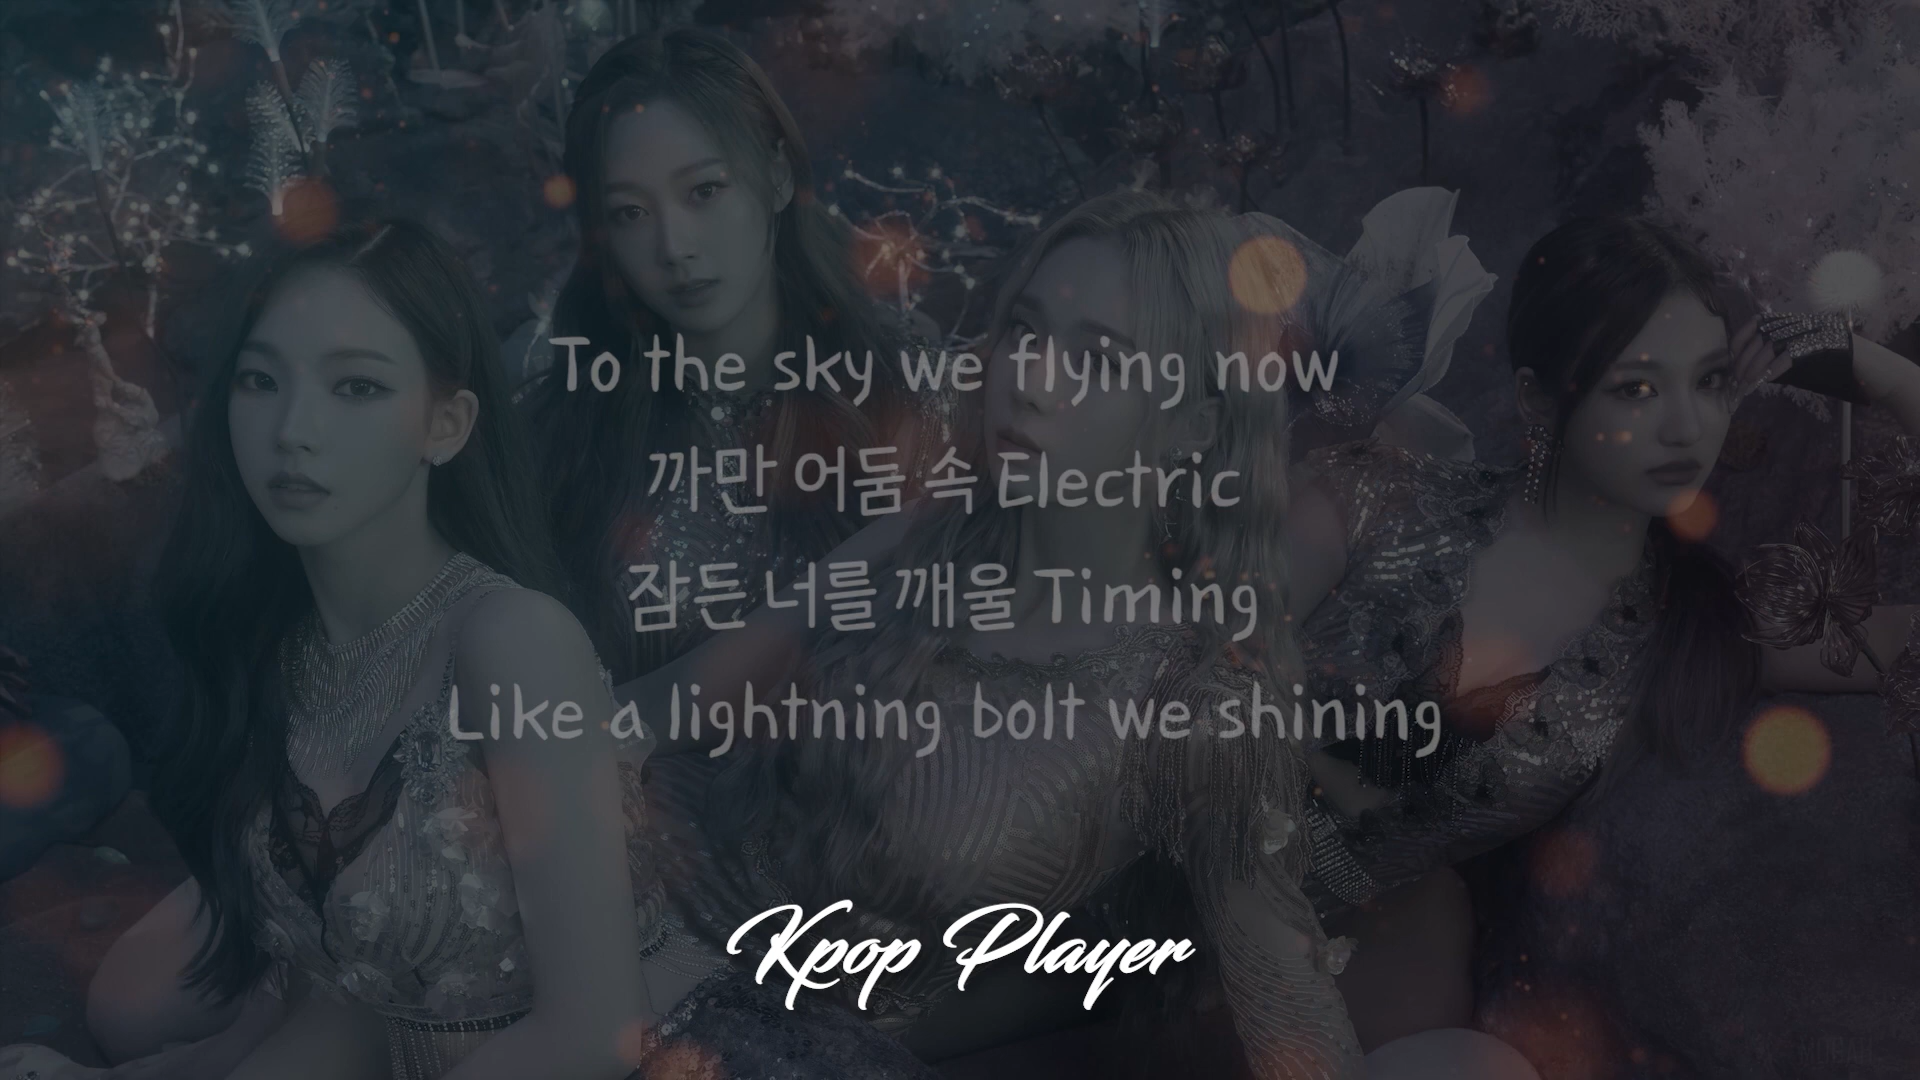 To the sky we flying now
까만 어둠 속 Electric
잠든 너를 깨울 Timing
Like a lightning bolt we shining
Kpop Player